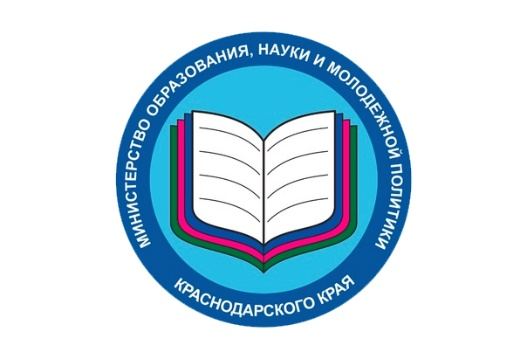 МИНИСТЕРСТВО ОБРАЗОВАНИЯ, НАУКИ И МОЛОДЕЖНОЙ ПОЛИТИКИ
КРАСНОДАРСКОГО КРАЯ